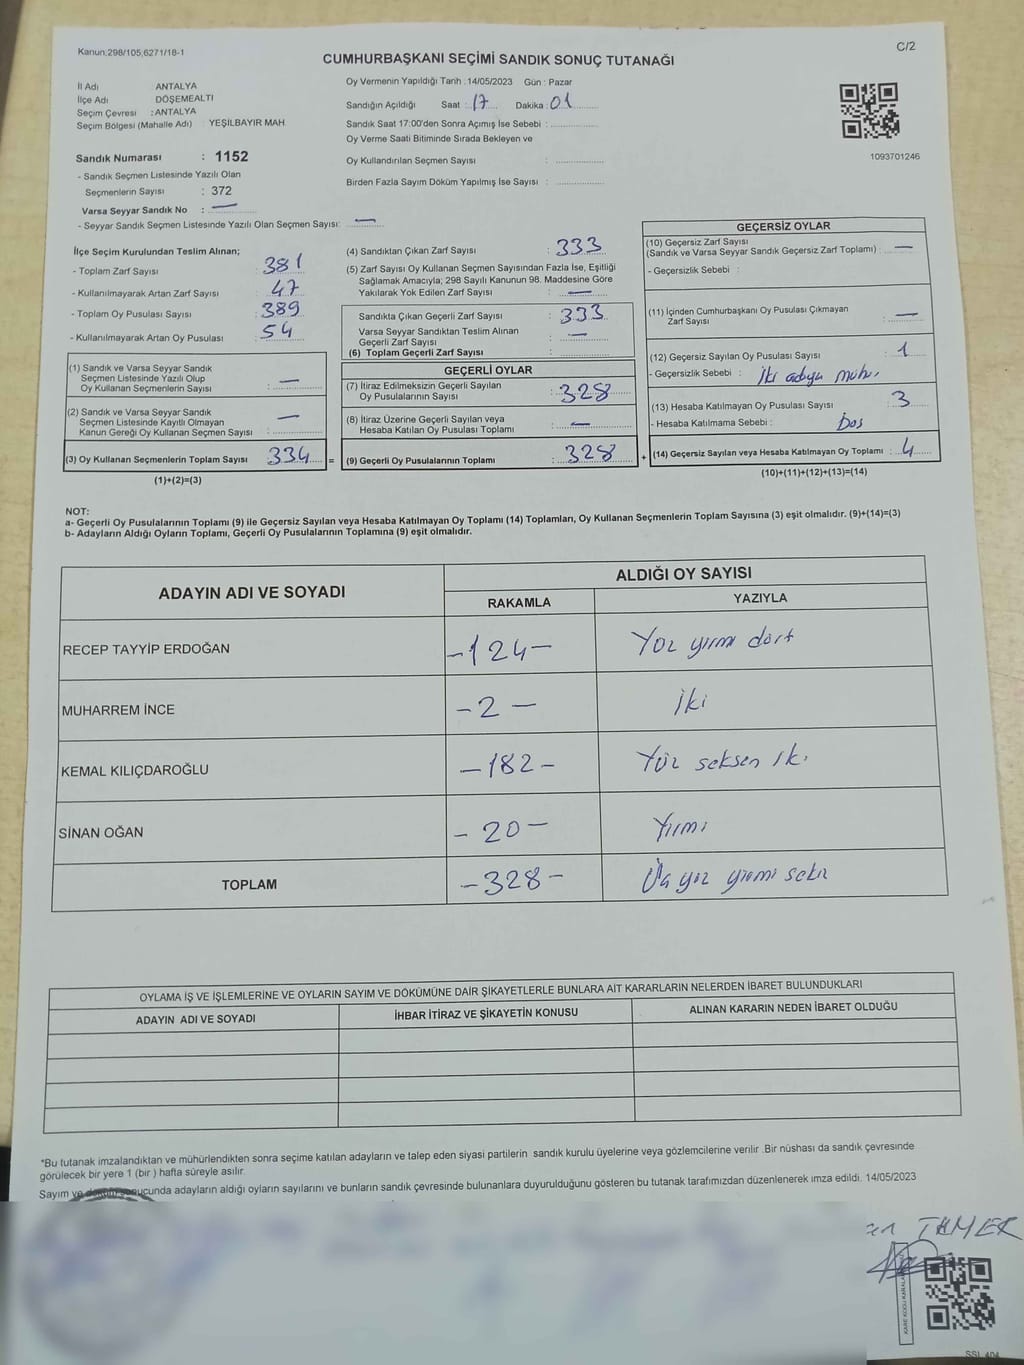 Kanun;298/105,6271/18-1
C/2
CUMHURBAŞKANI SEÇİMİ SANDIK SONUÇ TUTANAĞI
İl Adı ANTALYA
İlçe Adı DÖŞEMEALTI
Seçim Çevresi :ANTALYA
Seçim Bölgesi (Mahalle Adı) YEŞİLBAYIR MAH.
Sandık Numarası : 1152
- Sandık Seçmen Listesinde Yazılı Olan
Seçmenlerin Sayısı : 372
Varsa Seyyar Sandık No : —
- Seyyar Sandık Seçmen Listesinde Yazılı Olan Seçmen Sayısı: —
Oy Vermenin Yapıldığı Tarih :14/05/2023 Gün : Pazar
Sandığın Açıldığı Saat : 17 Dakika : 01
Sandık Saat 17:00'den Sonra Açımış İse Sebebi :
Oy Verme Saati Bitiminde Sırada Bekleyen ve
Oy Kullandırılan Seçmen Sayısı :
Birden Fazla Sayım Döküm Yapılmış İse Sayısı :
1093701246
İlçe Seçim Kurulundan Teslim Alınan;
- Toplam Zarf Sayısı : 381
- Kullanılmayarak Artan Zarf Sayısı : 47
- Toplam Oy Pusulası Sayısı : 389
- Kullanılmayarak Artan Oy Pusulası : 54
(1) Sandık ve Varsa Seyyar Sandık
Seçmen Listesinde Yazılı Olup
Oy Kullanan Seçmenlerin Sayısı : —
(2) Sandık ve Varsa Seyyar Sandık
Seçmen Listesinde Kayıtlı Olmayan
Kanun Gereği Oy Kullanan Seçmen Sayısı : —
(3) Oy Kullanan Seçmenlerin Toplam Sayısı : 334 =
(1)+(2)=(3)
(4) Sandıktan Çıkan Zarf Sayısı : 333
(5) Zarf Sayısı Oy Kullanan Seçmen Sayısından Fazla İse, Eşitliği
Sağlamak Amacıyla; 298 Sayılı Kanunun 98. Maddesine Göre
Yakılarak Yok Edilen Zarf Sayısı : —
Sandıkta Çıkan Geçerli Zarf Sayısı : 333
Varsa Seyyar Sandıktan Teslim Alınan
Geçerli Zarf Sayısı : —
(6) Toplam Geçerli Zarf Sayısı :
GEÇERLİ OYLAR
(7) İtiraz Edilmeksizin Geçerli Sayılan
Oy Pusulalarının Sayısı : 328
(8) İtiraz Üzerine Geçerli Sayılan veya
Hesaba Katılan Oy Pusulası Toplamı : —
(9) Geçerli Oy Pusulalarının Toplamı : 328 +
GEÇERSİZ OYLAR
(10) Geçersiz Zarf Sayısı
(Sandık ve Varsa Seyyar Sandık Geçersiz Zarf Toplamı) : —
- Geçersizlik Sebebi :
(11) İçinden Cumhurbaşkanı Oy Pusulası Çıkmayan
Zarf Sayısı : —
(12) Geçersiz Sayılan Oy Pusulası Sayısı : 1
- Geçersizlik Sebebi : İki adaya mühür
(13) Hesaba Katılmayan Oy Pusulası Sayısı : 3
- Hesaba Katılmama Sebebi : Boş
(14) Geçersiz Sayılan veya Hesaba Katılmayan Oy Toplamı : 4
(10)+(11)+(12)+(13)=(14)
NOT:
a- Geçerli Oy Pusulalarının Toplamı (9) ile Geçersiz Sayılan veya Hesaba Katılmayan Oy Toplamı (14) Toplamları, Oy Kullanan Seçmenlerin Toplam Sayısına (3) eşit olmalıdır. (9)+(14)=(3)
b- Adayların Aldığı Oyların Toplamı, Geçerli Oy Pusulalarının Toplamına (9) eşit olmalıdır.
ADAYIN ADI VE SOYADI
ALDIĞI OY SAYISI
RAKAMLA YAZIYLA
RECEP TAYYİP ERDOĞAN -124- Yüz yirmi dört
MUHARREM İNCE -2- İki
KEMAL KILIÇDAROĞLU -182- Yüz seksen iki
SİNAN OĞAN -20- Yirmi
TOPLAM -328- Üç yüz yirmi sekiz
OYLAMA İŞ VE İŞLEMLERİNE VE OYLARIN SAYIM VE DÖKÜMÜNE DAİR ŞİKAYETLERLE BUNLARA AİT KARARLARIN NELERDEN İBARET BULUNDUKLARI
ADAYIN ADI VE SOYADI İHBAR İTİRAZ VE ŞİKAYETİN KONUSU ALINAN KARARIN NEDEN İBARET OLDUĞU
*Bu tutanak imzalandıktan ve mühürlendikten sonra seçime katılan adayların ve talep eden siyasi partilerin sandık kurulu üyelerine veya gözlemcilerine verilir .Bir nüshası da sandık çevresinde
görülecek bir yere 1 (bir ) hafta süreyle asılır.
Sayım ve döküm sonucunda adayların aldığı oyların sayılarını ve bunların sandık çevresinde bulunanlara duyurulduğunu gösteren bu tutanak tarafımızdan düzenlenerek imza edildi. 14/05/2023
TAMER